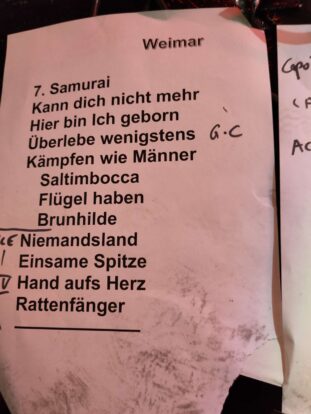 Weimar
7. Samurai
Kann dich nicht mehr
Hier bin Ich geborn
Überlebe wenigstens G.C
Kämpfen wie Männer
Saltimbocca
Flügel haben
Brunhilde
Niemandsland
Einsame Spitze
Hand aufs Herz
Rattenfänger